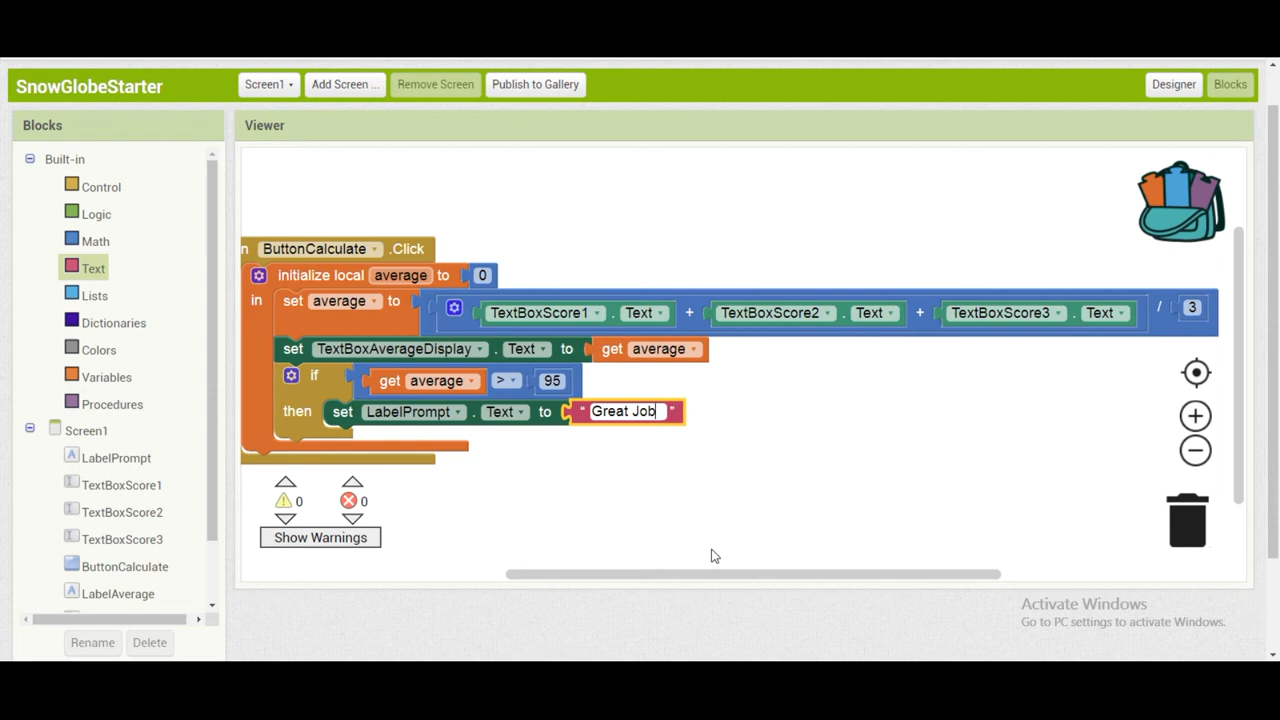 SnowGlobeStarter Screen1 Add Screen ... Remove Screen Publish to Gallery Designer Blocks
Blocks
Viewer
Built-in
Control
Logic
Math
Text
Lists
Dictionaries
Colors
Variables
Procedures
Screen1
LabelPrompt
TextBoxScore1
TextBoxScore2
TextBoxScore3
ButtonCalculate
LabelAverage
Rename Delete
n ButtonCalculate .Click
initialize local average to 0
in set average to TextBoxScore1 . Text + TextBoxScore2 . Text + TextBoxScore3 . Text / 3
set TextBoxAverageDisplay . Text to get average
if get average > 95
then set LabelPrompt . Text to “ Great Job ”
0 0
Show Warnings
Activate Windows
Go to PC settings to activate Windows.